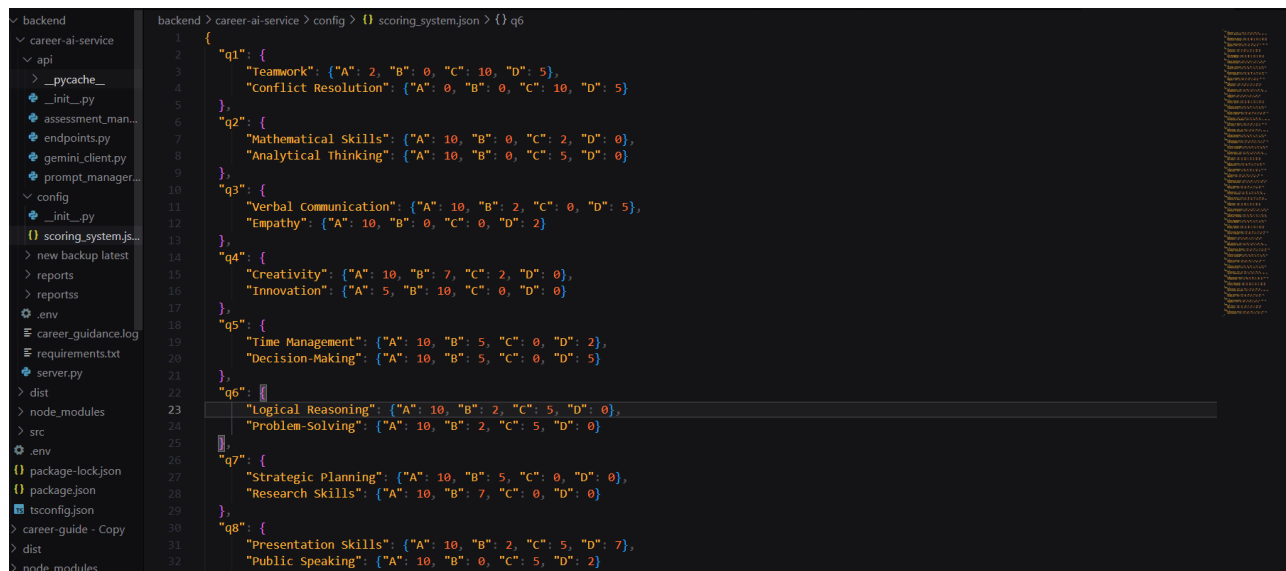 backend
career-ai-service
api
__pycache__
__init__.py
assessment_man...
endpoints.py
gemini_client.py
prompt_manager...
config
__init__.py
{} scoring_system.js...
new backup latest
reports
reportss
.env
career_guidance.log
requirements.txt
server.py
dist
node_modules
src
.env
{} package-lock.json
{} package.json
tsconfig.json
career-guide - Copy
dist
node_modules
backend > career-ai-service > config > {} scoring_system.json > {} q6
1 {
2 "q1": {
3 "Teamwork": {"A": 2, "B": 0, "C": 10, "D": 5},
4 "Conflict Resolution": {"A": 0, "B": 0, "C": 10, "D": 5}
5 },
6 "q2": {
7 "Mathematical Skills": {"A": 10, "B": 0, "C": 2, "D": 0},
8 "Analytical Thinking": {"A": 10, "B": 0, "C": 5, "D": 0}
9 },
10 "q3": {
11 "Verbal Communication": {"A": 10, "B": 2, "C": 0, "D": 5},
12 "Empathy": {"A": 10, "B": 0, "C": 0, "D": 2}
13 },
14 "q4": {
15 "Creativity": {"A": 10, "B": 7, "C": 2, "D": 0},
16 "Innovation": {"A": 5, "B": 10, "C": 0, "D": 0}
17 },
18 "q5": {
19 "Time Management": {"A": 10, "B": 5, "C": 0, "D": 2},
20 "Decision-Making": {"A": 10, "B": 5, "C": 0, "D": 5}
21 },
22 "q6": {
23 "Logical Reasoning": {"A": 10, "B": 2, "C": 5, "D": 0},
24 "Problem-Solving": {"A": 10, "B": 2, "C": 5, "D": 0}
25 },
26 "q7": {
27 "Strategic Planning": {"A": 10, "B": 5, "C": 0, "D": 0},
28 "Research Skills": {"A": 10, "B": 7, "C": 0, "D": 0}
29 },
30 "q8": {
31 "Presentation Skills": {"A": 10, "B": 2, "C": 5, "D": 7},
32 "Public Speaking": {"A": 10, "B": 0, "C": 5, "D": 2}